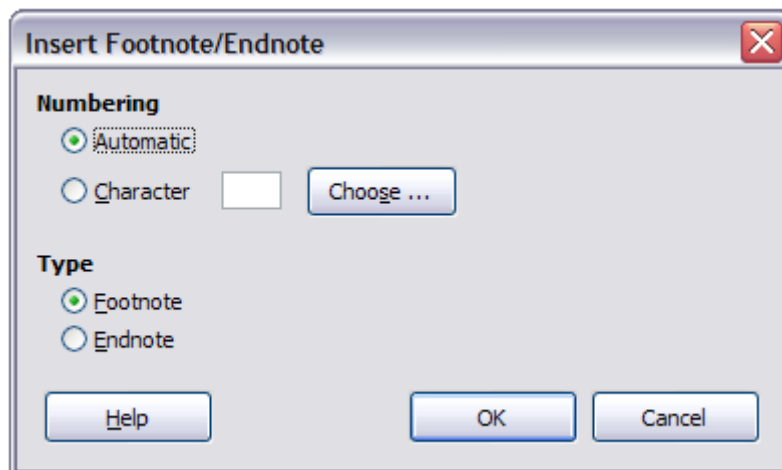 Insert Footnote/Endnote
Numbering
Automatic
Character
Choose ...
Type
Footnote
Endnote
Help
OK
Cancel